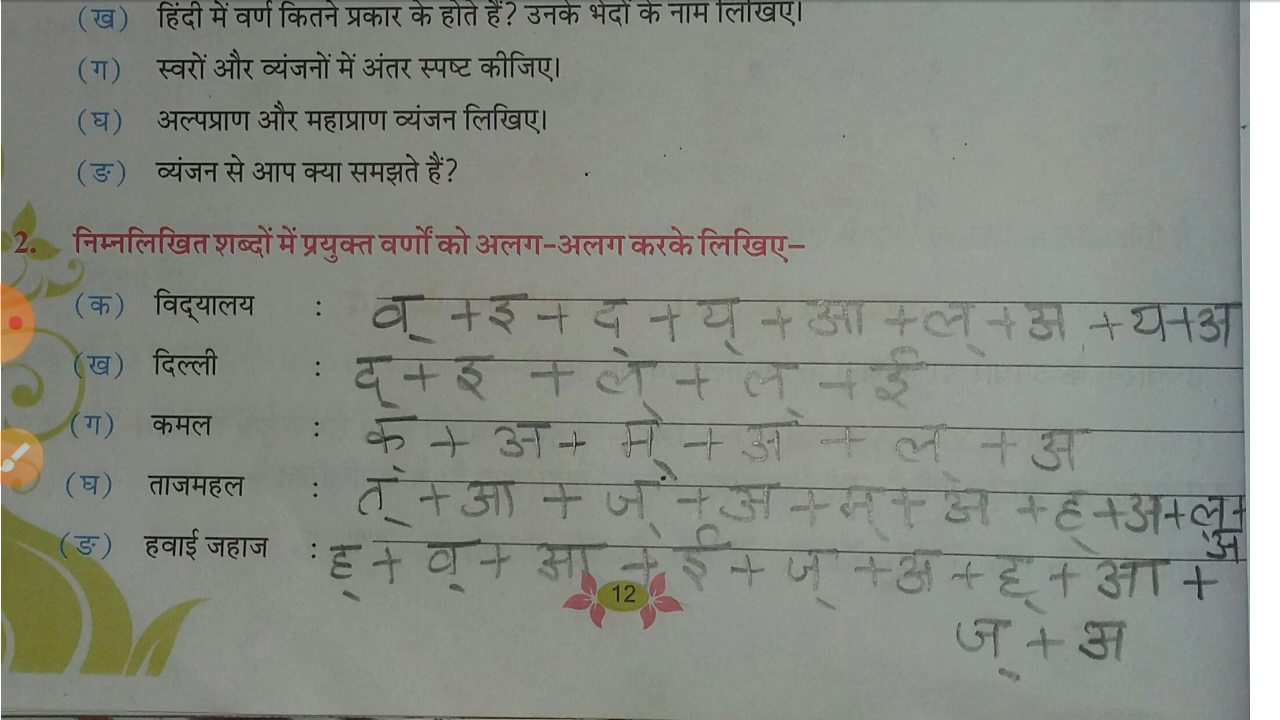 (ख) हिंदी में वर्ण कितने प्रकार के होते हैं? उनके भेदों के नाम लिखिए।
(ग) स्वरों और व्यंजनों में अंतर स्पष्ट कीजिए।
(घ) अल्पप्राण और महाप्राण व्यंजन लिखिए।
(ङ) व्यंजन से आप क्या समझते हैं?
2. निम्नलिखित शब्दों में प्रयुक्त वर्णों को अलग-अलग करके लिखिए-
(क) विद्‌यालय : व् + इ + द् + य् + आ + ल् + अ + य + अ
(ख) दिल्ली : द् + इ + ल् + ल् + ई
(ग) कमल : क् + अ + म् + अ + ल् + अ
(घ) ताजमहल : त् + आ + ज् + अ + म् + अ + ह् + अ + ल् +
अ
(ङ) हवाई जहाज : ह् + व् + आ + ई + ज् + अ + ह् + आ +
ज् + अ
12